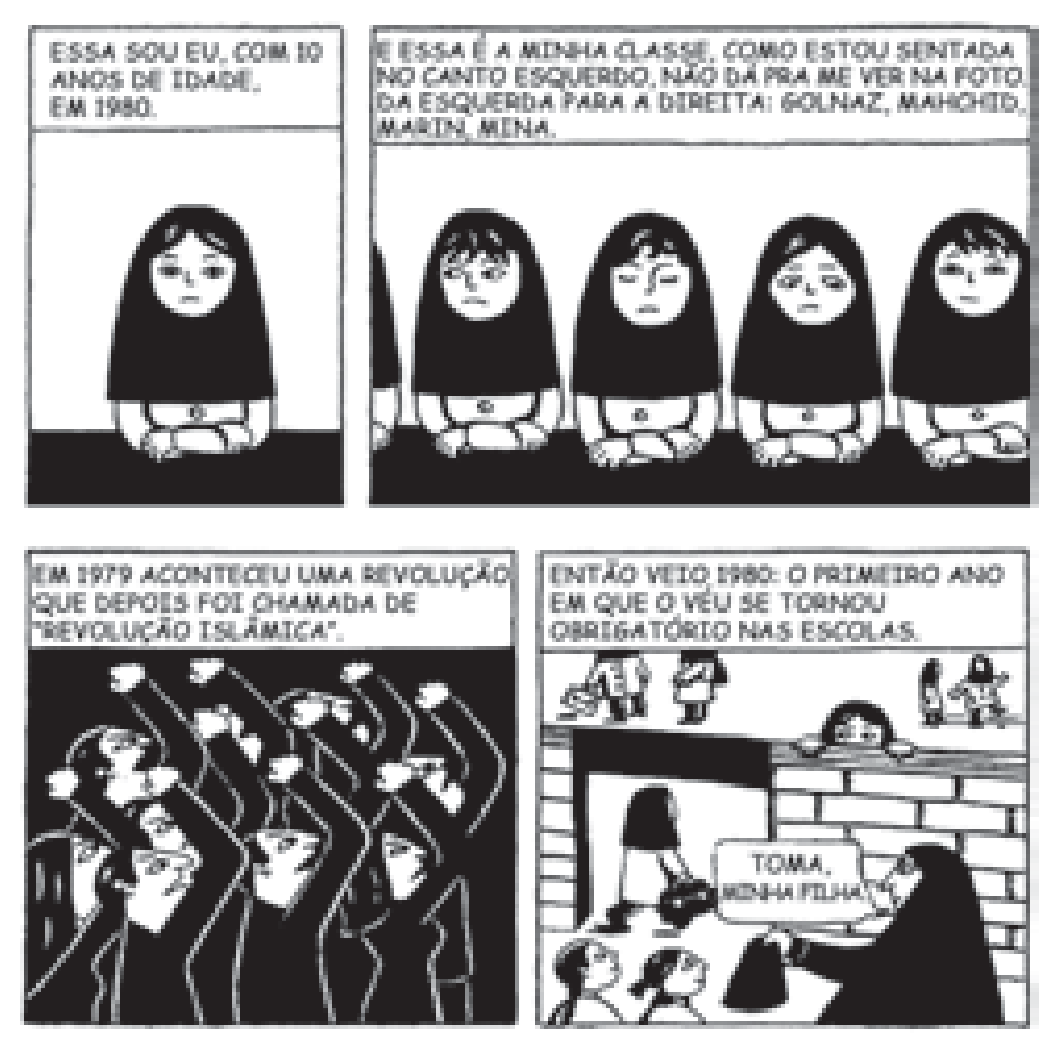 ESSA SOU EU, COM 10
ANOS DE IDADE,
EM 1980.
E ESSA É A MINHA CLASSE, COMO ESTOU SENTADA
NO CANTO ESQUERDO, NÃO DÁ PRA ME VER NA FOTO.
DA ESQUERDA PARA A DIREITA: GOLNAZ, MAHCHID,
MARIN, MINA.
EM 1979 ACONTECEU UMA REVOLUÇÃO
QUE DEPOIS FOI CHAMADA DE
"REVOLUÇÃO ISLÂMICA".
ENTÃO VEIO 1980: O PRIMEIRO ANO
EM QUE O VÉU SE TORNOU
OBRIGATÓRIO NAS ESCOLAS.
TOMA,
MINHA FILHA.